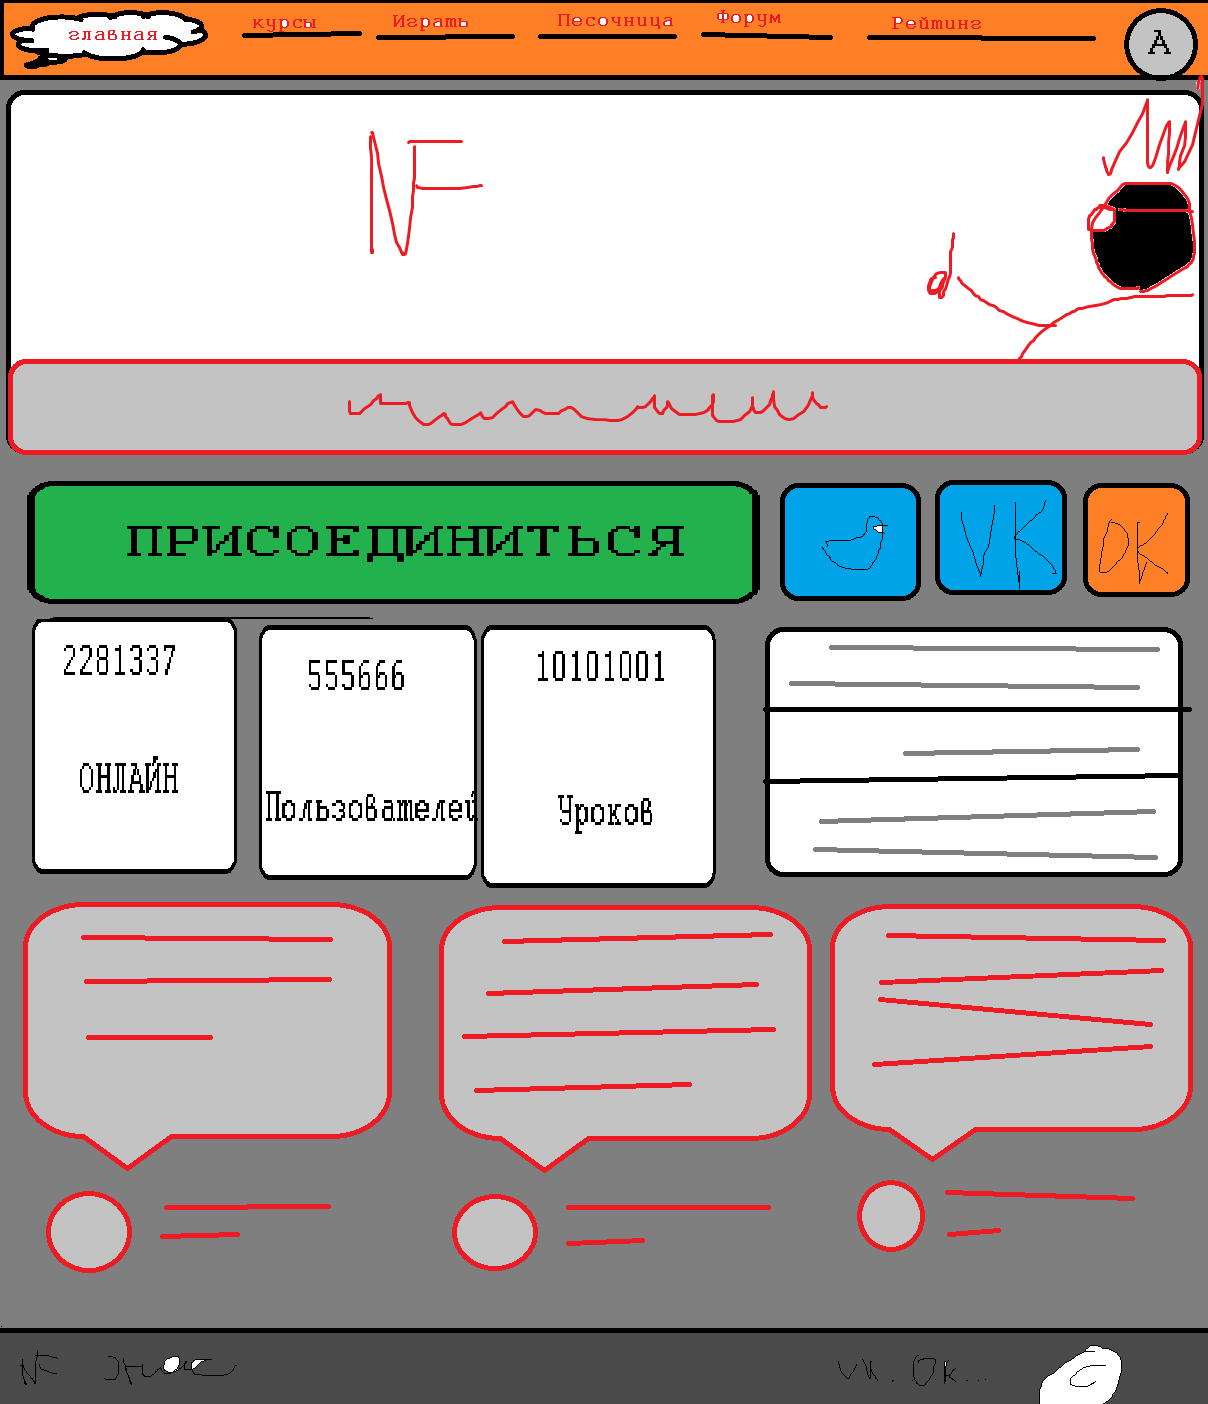 главная курсы Играть Песочница Форум Рейтинг А
NF
ПРИСОЕДИНИТЬСЯ VK OK
2281337 555666 10101001
ОНЛАЙН Пользователей Уроков
NF VK. Ok...